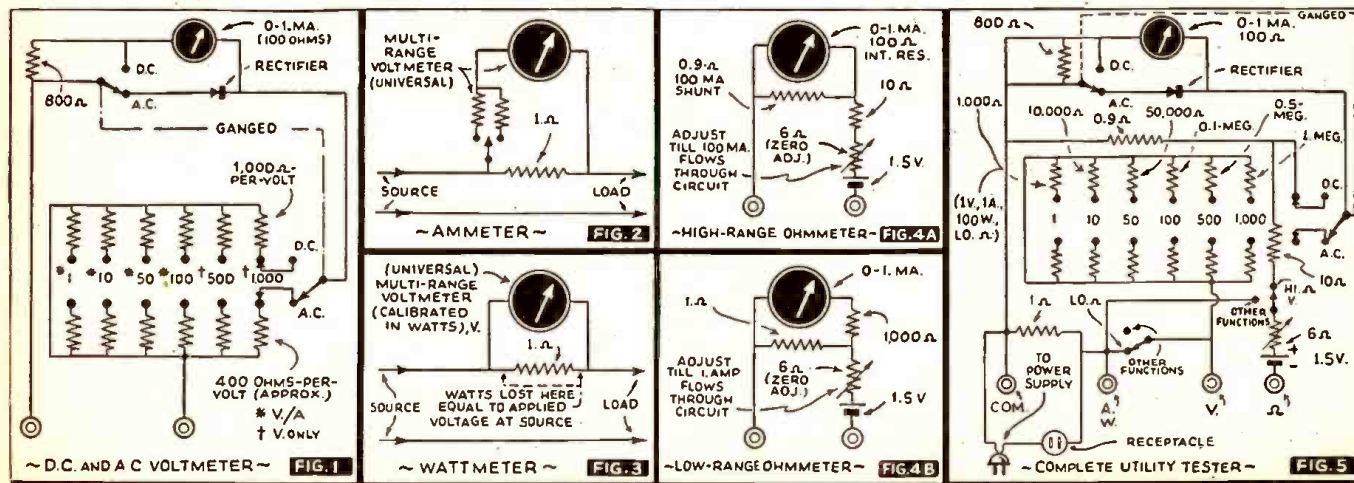 0-1. MA.
(100 OHMS)
D.C.
RECTIFIER
800Ω
A.C.
GANGED
1,000Ω-
PER-VOLT
D.C.
*1 *10 *50 *100 †500 †1,000
A.C.
400 OHMS-PER-
VOLT (APPROX.)
* V./A
† V. ONLY
~D.C. AND A C VOLTMETER~ FIG. 1
MULTI-
RANGE
VOLTMETER
(UNIVERSAL)
1.Ω
SOURCE
LOAD
~AMMETER~ FIG. 2
(UNIVERSAL)
MULTI-RANGE
VOLTMETER
(CALIBRATED
IN WATTS), V.
1.Ω
WATTS LOST HERE
EQUAL TO APPLIED
VOLTAGE AT SOURCE
SOURCE
LOAD
~WATTMETER~ FIG. 3
0-1. MA.
100 Ω
INT. RES.
0.9-Ω
100 MA
SHUNT
10Ω
ADJUST
TILL 100 MA.
FLOWS
THROUGH
CIRCUIT
6Ω
(ZERO
ADJ.)
1.5 V.
~HIGH-RANGE OHMMETER~ FIG. 4A
0-1. MA.
1.Ω
1,000Ω
ADJUST
TILL 1. AMP
FLOWS
THROUGH
CIRCUIT
6Ω
(ZERO
ADJ.)
1.5 V
~LOW-RANGE OHMMETER~ FIG. 4B
800Ω
0-1 MA.
100Ω
GANGED
D.C.
RECTIFIER
A.C.
1,000Ω
10,000Ω
0.9Ω
50,000Ω
0.1-MEG.
0.5-
MEG.
1. MEG.
(1V, 1A,
100 W.,
LO. Ω)
1 10 50 100 500 1,000
D.C.
A.C.
10Ω
HI. Ω
V.
1Ω
LO. Ω
OTHER
FUNCTIONS
OTHER
FUNCTIONS
6Ω
+
-
1.5V.
TO
POWER
SUPPLY
COM.
A.
W.
V.
Ω
RECEPTACLE
~COMPLETE UTILITY TESTER~ FIG. 5